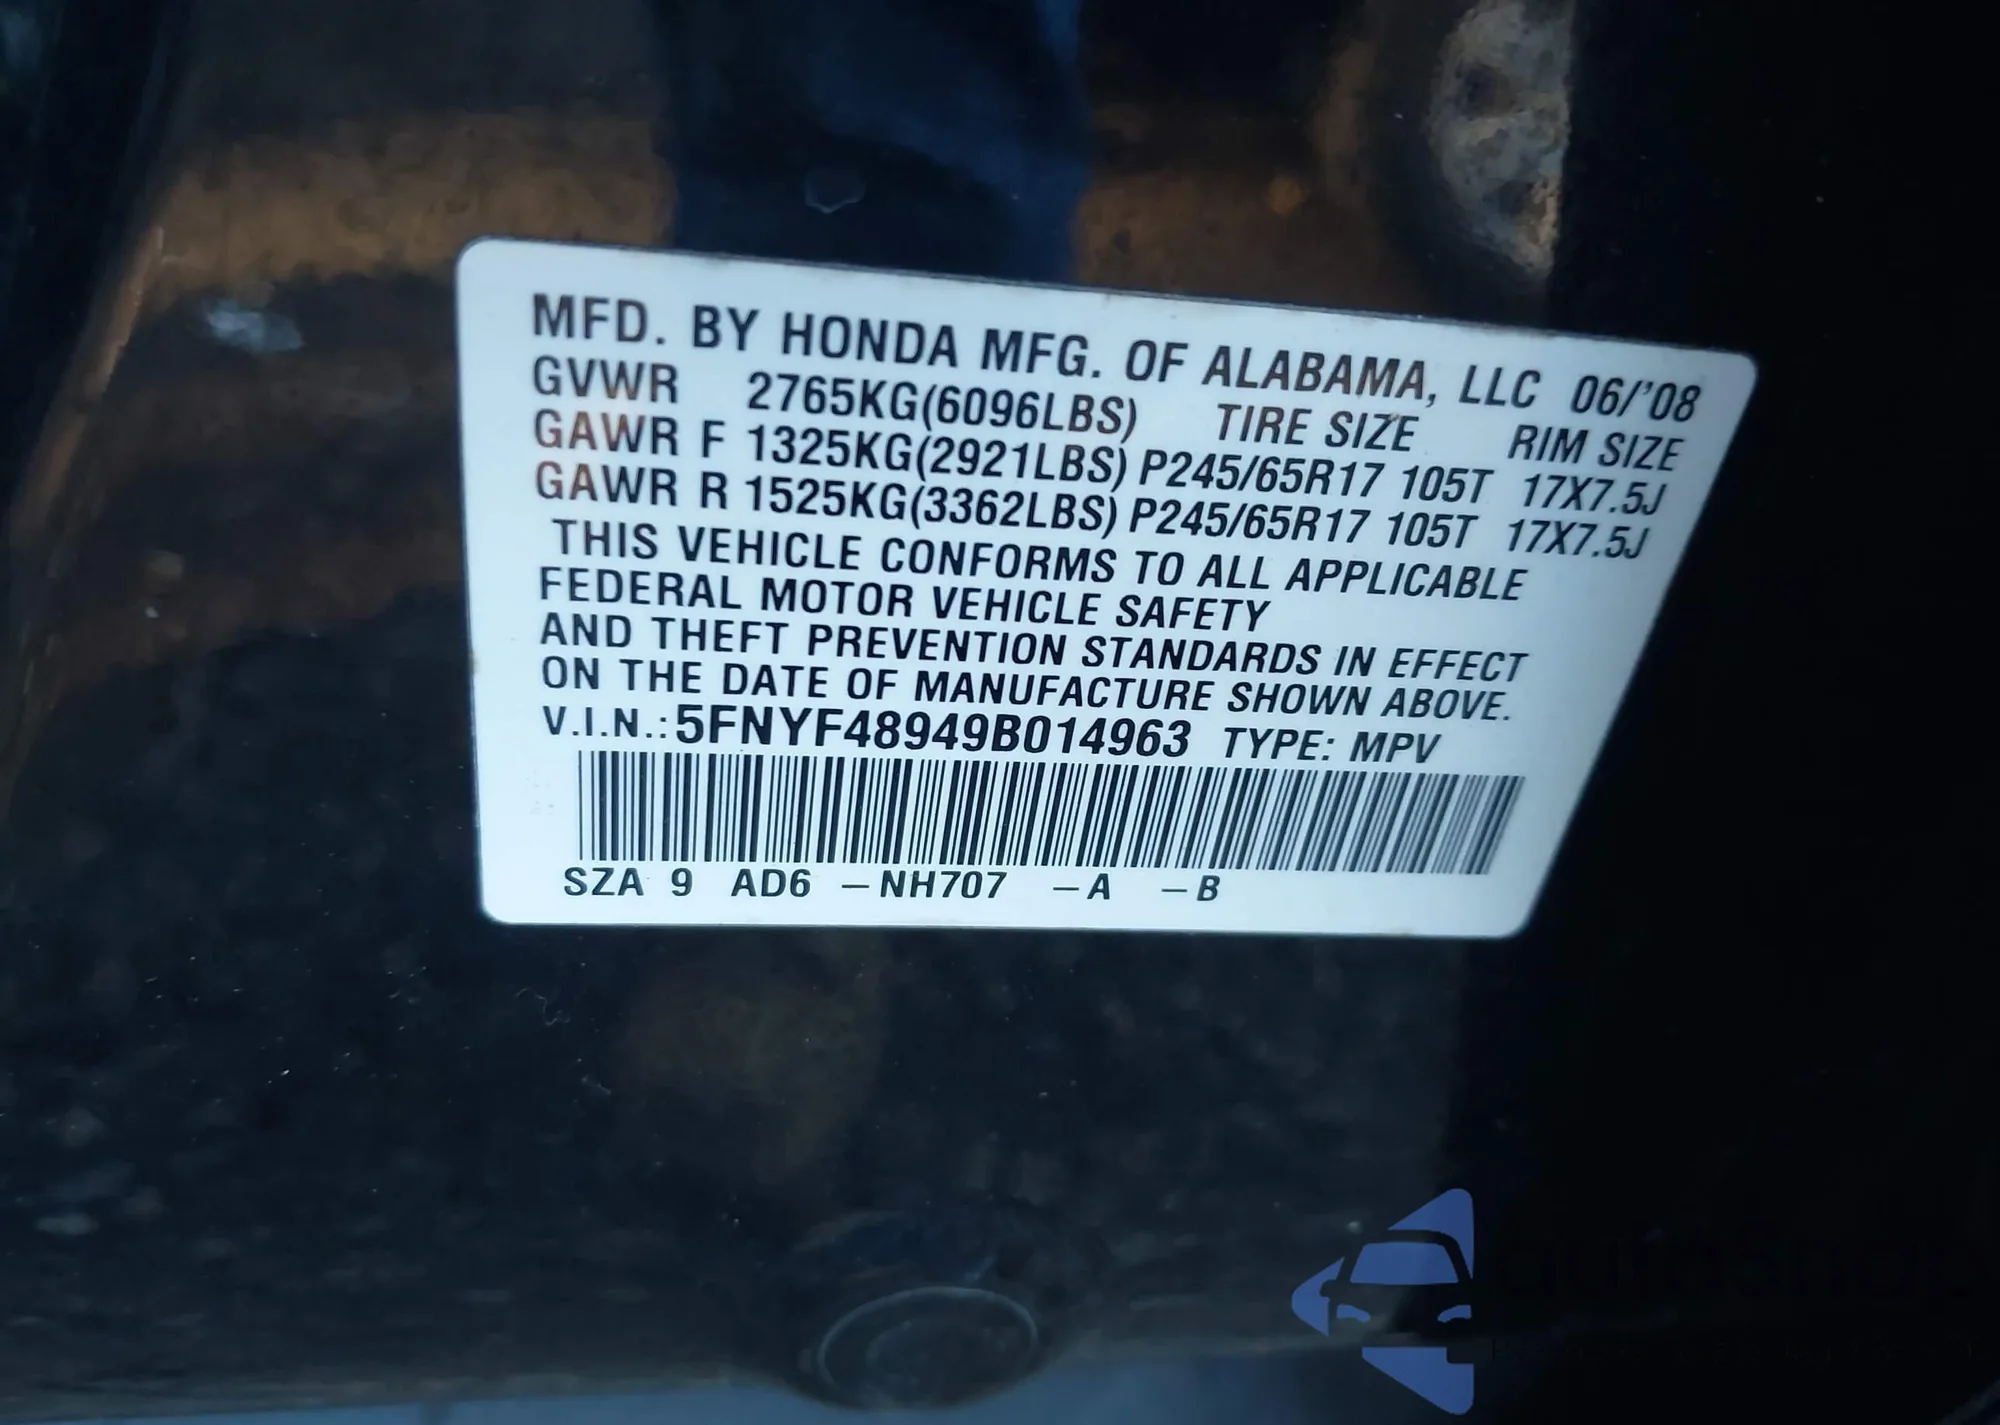 MFD. BY HONDA MFG. OF ALABAMA, LLC 06/'08
GVWR 2765KG(6096LBS) TIRE SIZE RIM SIZE
GAWR F 1325KG(2921LBS) P245/65R17 105T 17X7.5J
GAWR R 1525KG(3362LBS) P245/65R17 105T 17X7.5J
THIS VEHICLE CONFORMS TO ALL APPLICABLE
FEDERAL MOTOR VEHICLE SAFETY
AND THEFT PREVENTION STANDARDS IN EFFECT
ON THE DATE OF MANUFACTURE SHOWN ABOVE.
V.I.N.: 5FNYF48949B014963 TYPE: MPV
SZA 9 AD6 – NH707 – A – B